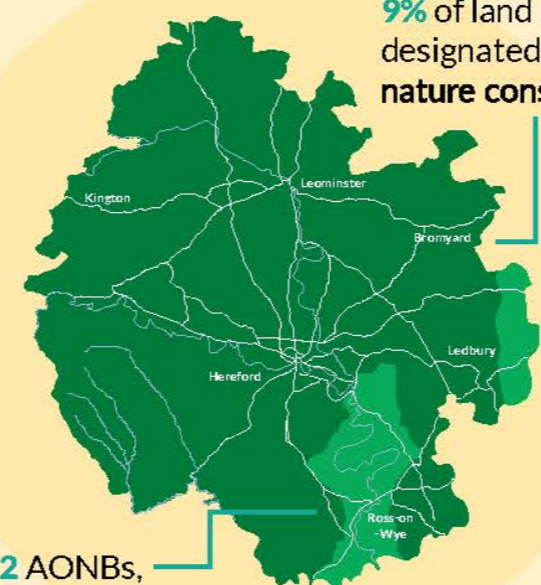 9% of land
designated
nature cons
Kington
Leominster
Bromyard
Ledbury
Hereford
Ross-on
-Wye
2 AONBs,